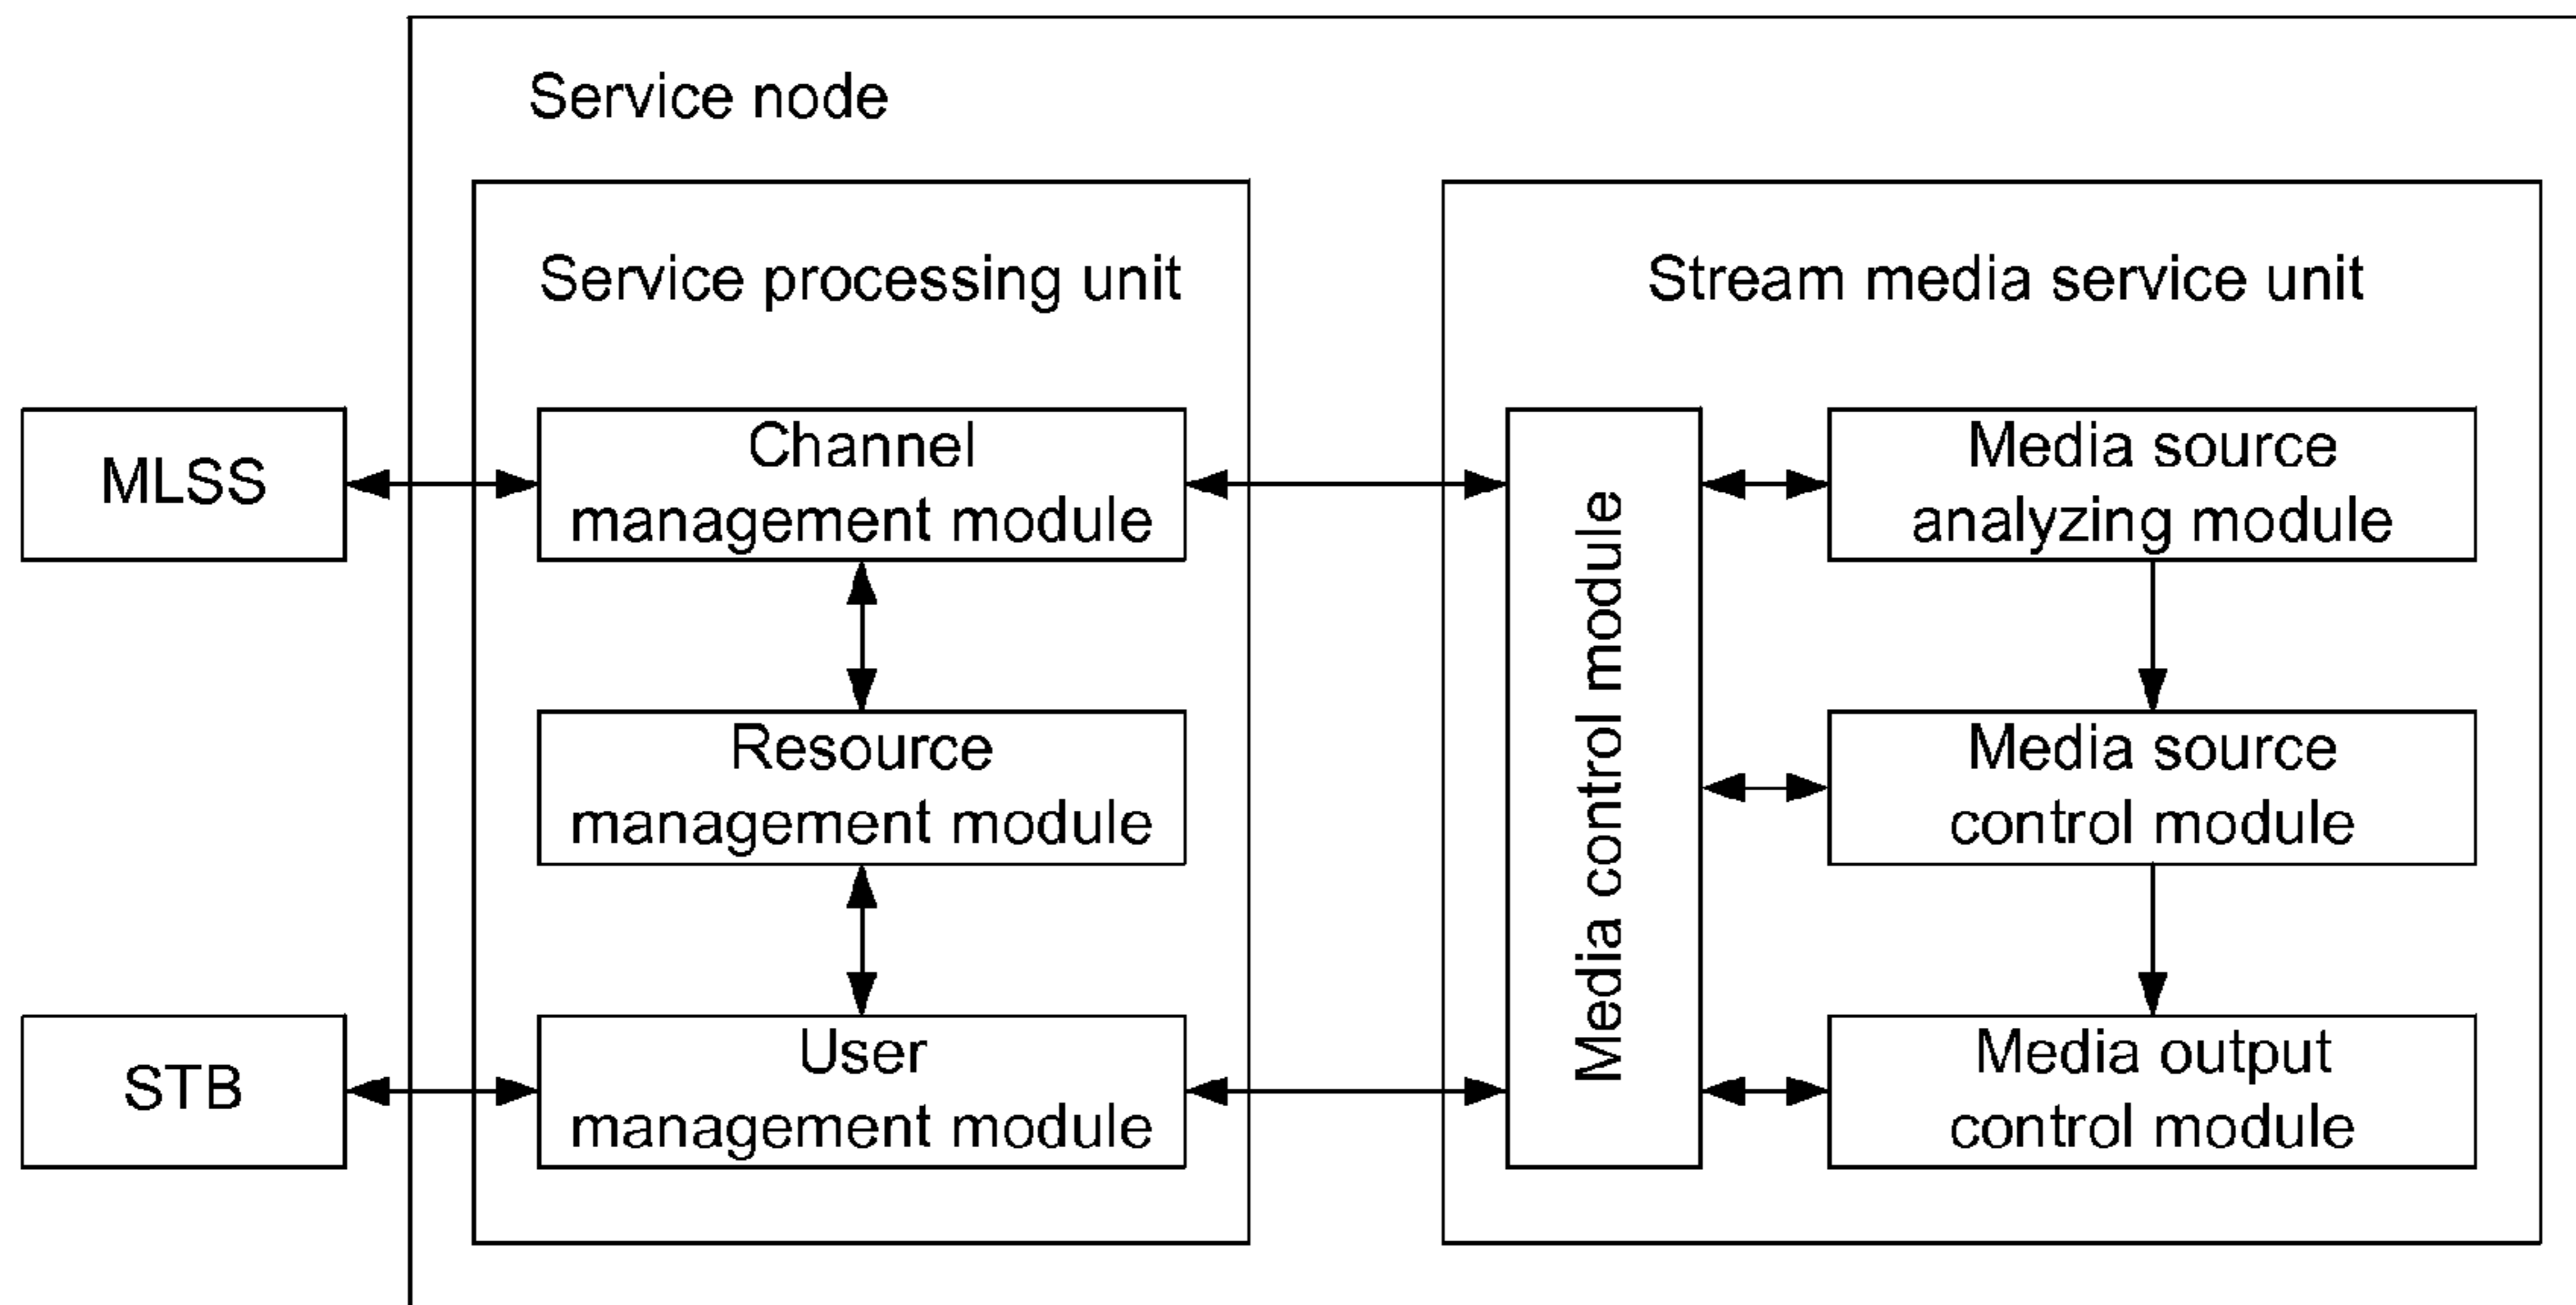 Service node
Service processing unit
Stream media service unit
MLSS
Channel
management module
Media control module
Media source
analyzing module
Resource
management module
Media source
control module
STB
User
management module
Media output
control module